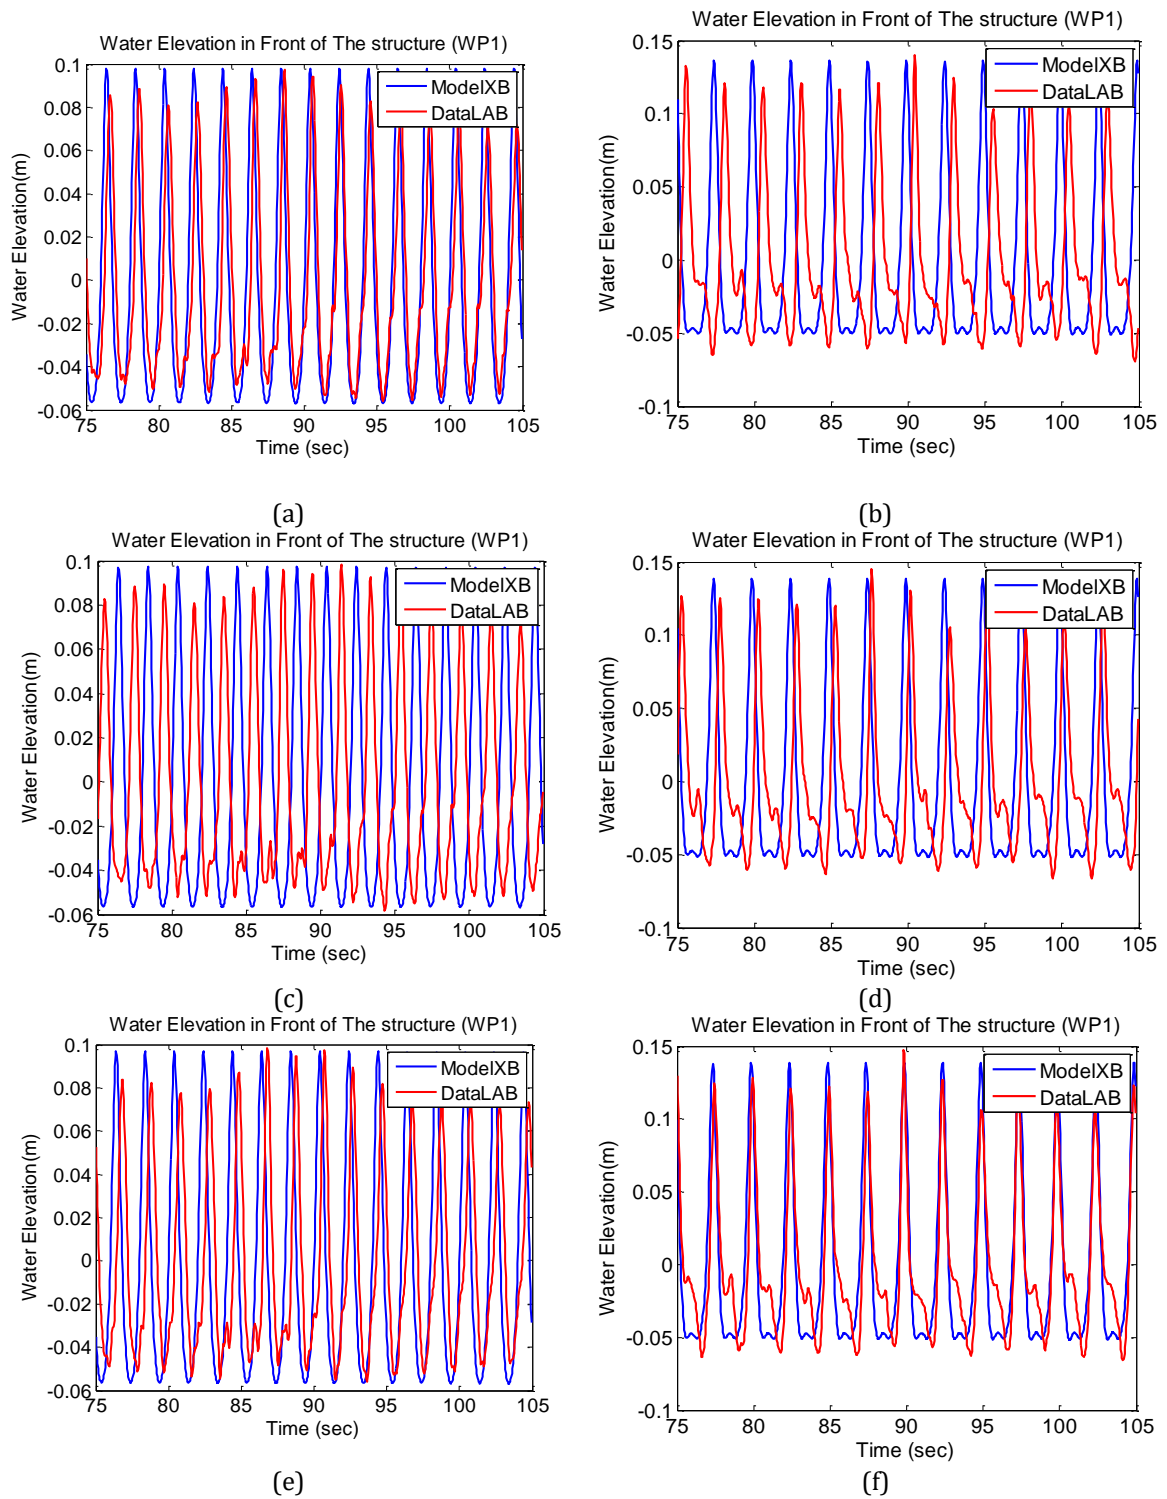 Water Elevation in Front of The structure (WP1)
0.1
0.08
0.06
0.04
0.02
0
-0.02
-0.04
-0.06
75 80 85 90 95 100 105
Water Elevation(m)
Time (sec)
ModelXB
DataLAB
(a)
Water Elevation in Front of The structure (WP1)
0.15
0.1
0.05
0
-0.05
-0.1
75 80 85 90 95 100 105
Water Elevation(m)
Time (sec)
ModelXB
DataLAB
(b)
Water Elevation in Front of The structure (WP1)
0.1
0.08
0.06
0.04
0.02
0
-0.02
-0.04
-0.06
75 80 85 90 95 100 105
Water Elevation(m)
Time (sec)
ModelXB
DataLAB
(c)
Water Elevation in Front of The structure (WP1)
0.15
0.1
0.05
0
-0.05
-0.1
75 80 85 90 95 100 105
Water Elevation(m)
Time (sec)
ModelXB
DataLAB
(d)
Water Elevation in Front of The structure (WP1)
0.1
0.08
0.06
0.04
0.02
0
-0.02
-0.04
-0.06
75 80 85 90 95 100 105
Water Elevation(m)
Time (sec)
ModelXB
DataLAB
(e)
Water Elevation in Front of The structure (WP1)
0.15
0.1
0.05
0
-0.05
-0.1
75 80 85 90 95 100 105
Water Elevation(m)
Time (sec)
ModelXB
DataLAB
(f)